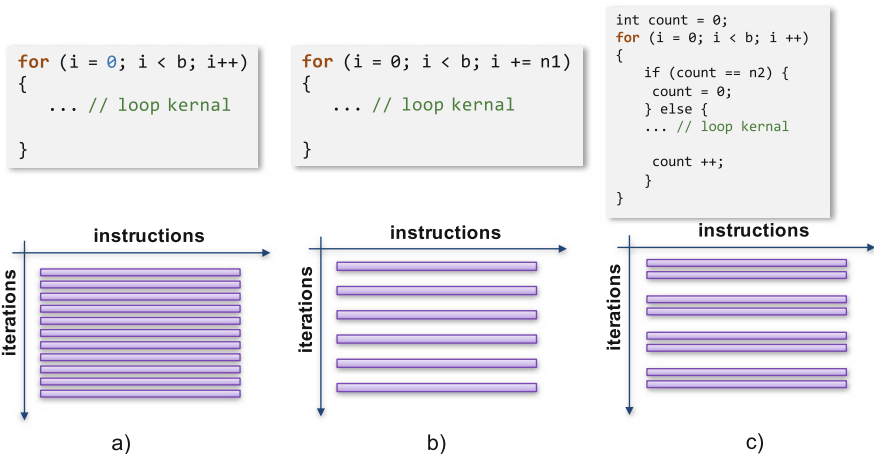 for (i = 0; i < b; i++)
{
... // loop kernal
}
instructions
iterations
a)
for (i = 0; i < b; i += n1)
{
... // loop kernal
}
instructions
iterations
b)
int count = 0;
for (i = 0; i < b; i ++)
{
if (count == n2) {
count = 0;
} else {
... // loop kernal
count ++;
}
}
instructions
iterations
c)